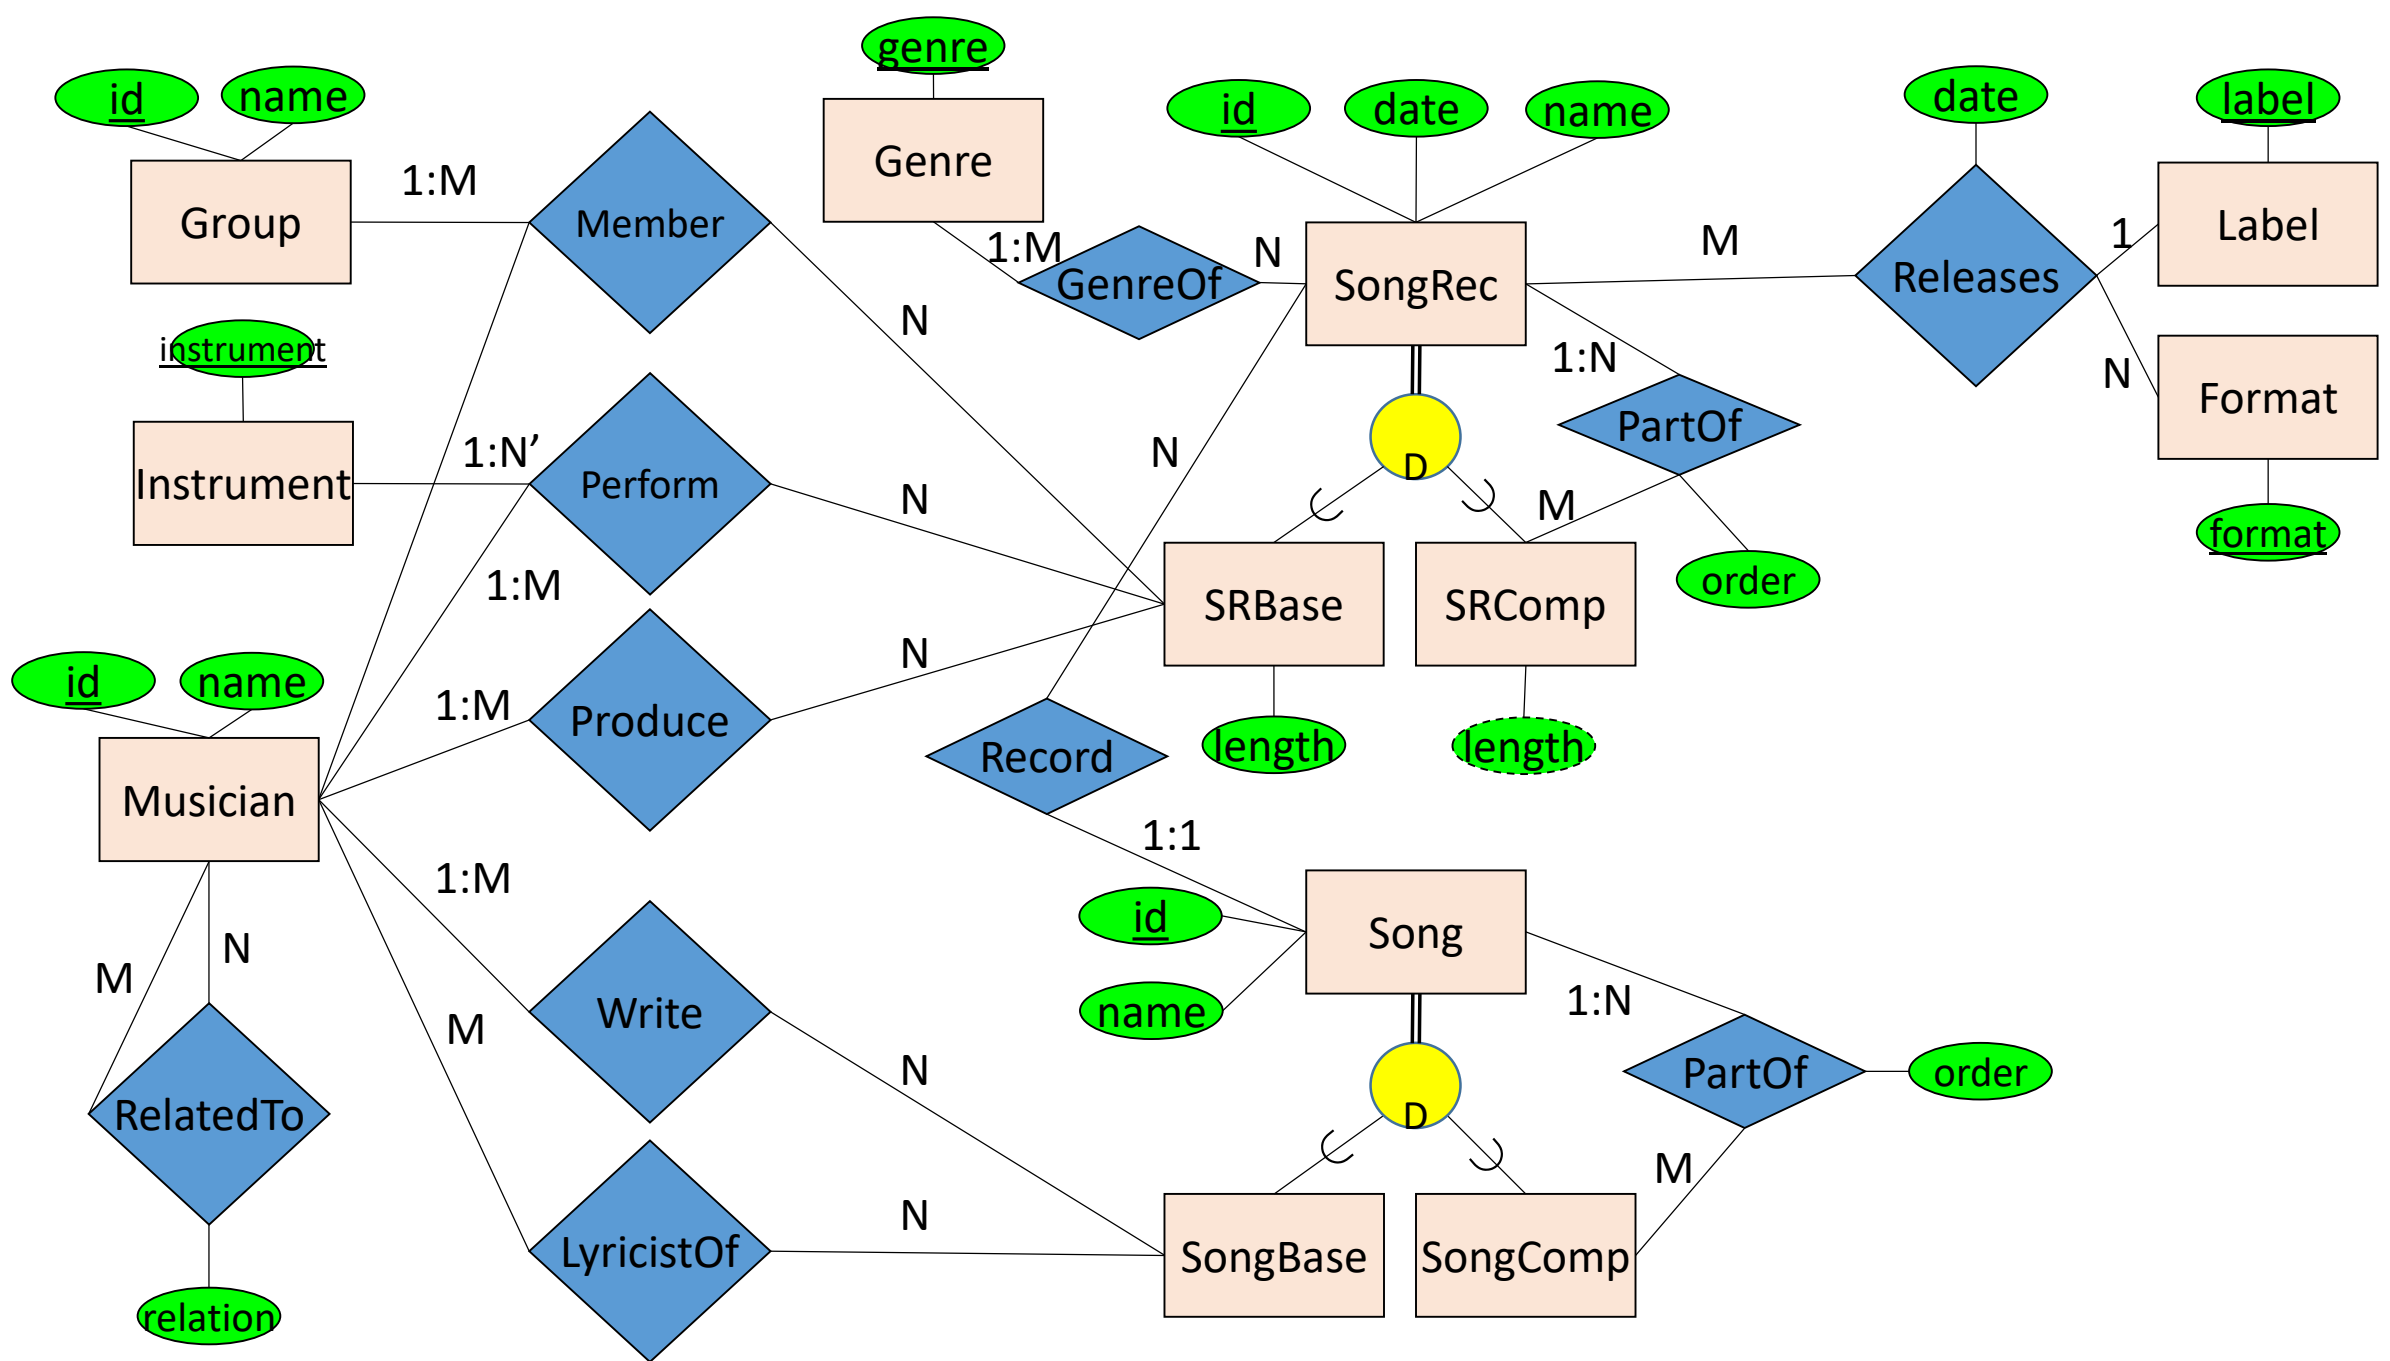 genre
id
name
id
date
name
date
label
Genre
Group
1:M
Member
1:M
GenreOf
N
SongRec
M
Releases
1
Label
instrument
N
1:N
N
Format
Instrument
1:N’
Perform
N
N
D
PartOf
M
format
1:M
SRBase
SRComp
order
id
name
1:M
Produce
N
length
length
Musician
Record
1:1
1:M
id
Song
M
N
M
Write
name
1:N
N
D
PartOf
order
RelatedTo
M
LyricistOf
N
SongBase
SongComp
relation